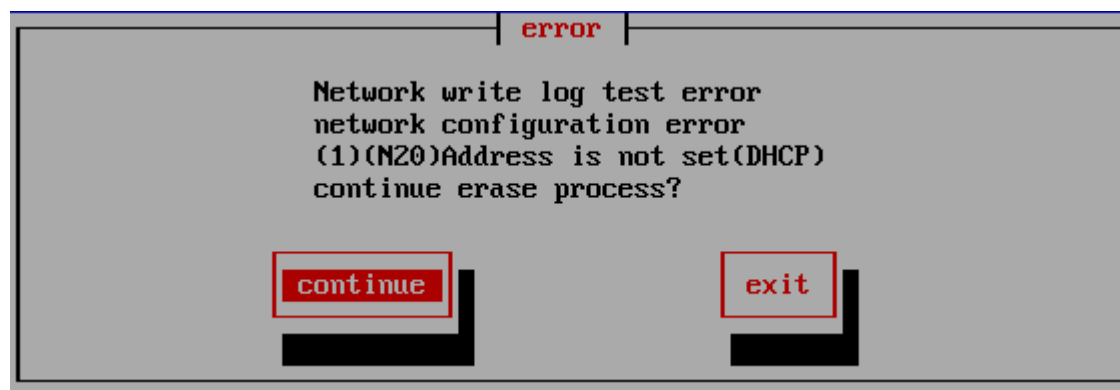 error
Network write log test error
network configuration error
(1)(N20)Address is not set(DHCP)
continue erase process?
continue
exit